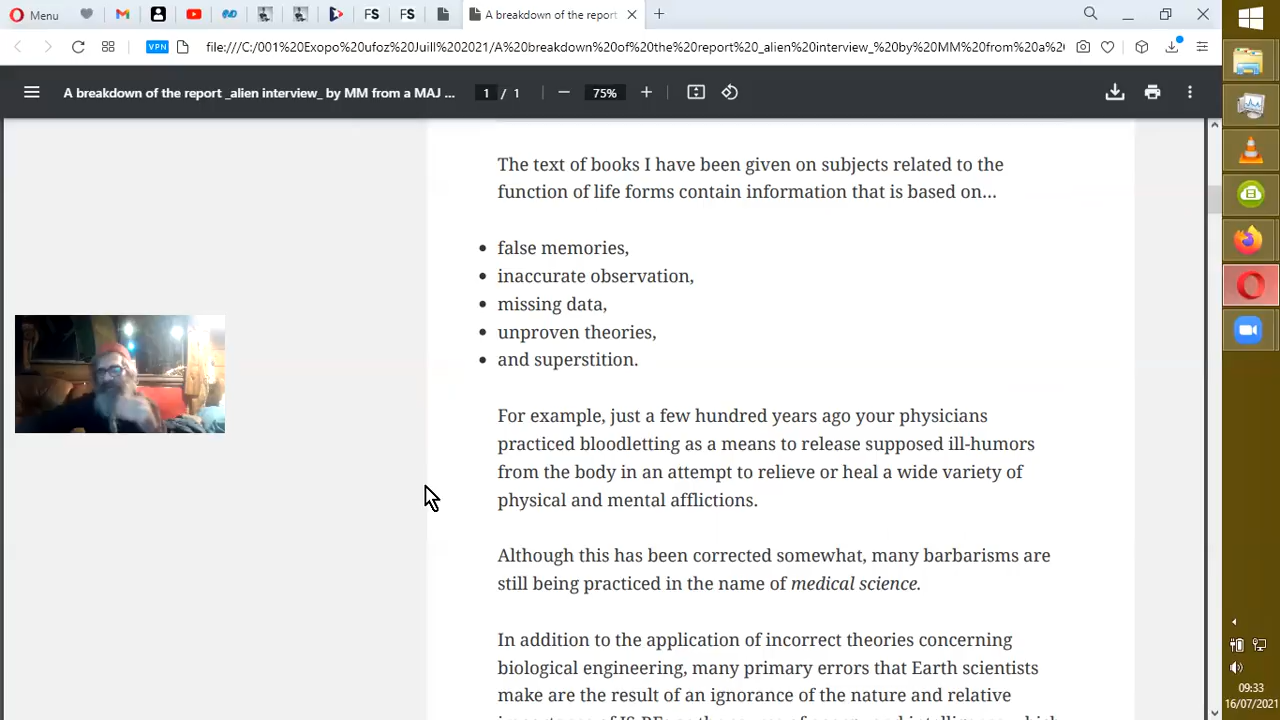 Menu
FS
FS
A breakdown of the report
VPN
file:///C:/001%20Exopo%20ufoz%20Juill%202021/A%20breakdown%20of%20the%20report%20_alien%20interview_%20by%20MM%20from%20a%2(
A breakdown of the report _alien interview_ by MM from a MAJ ...
1 / 1
75%
The text of books I have been given on subjects related to the
function of life forms contain information that is based on…
• false memories,
• inaccurate observation,
• missing data,
• unproven theories,
• and superstition.
For example, just a few hundred years ago your physicians
practiced bloodletting as a means to release supposed ill-humors
from the body in an attempt to relieve or heal a wide variety of
physical and mental afflictions.
Although this has been corrected somewhat, many barbarisms are
still being practiced in the name of medical science.
In addition to the application of incorrect theories concerning
biological engineering, many primary errors that Earth scientists
make are the result of an ignorance of the nature and relative
09:33
16/07/2021